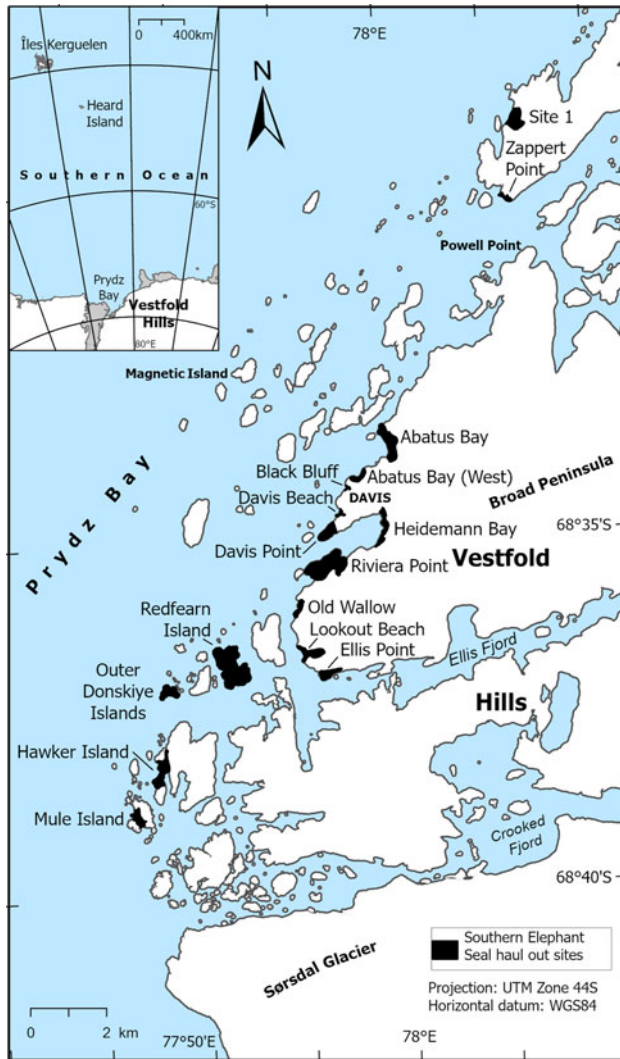 0 400km
Îles Kerguelen
Heard
Island
Southern Ocean
60°S
Prydz
Bay
Vestfold
Hills
80°E
78°E
N
Site 1
Zappert
Point
Powell Point
Magnetic Island
Abatus Bay
Black Bluff
Abatus Bay (West)
Broad Peninsula
DAVIS
Davis Beach
Prydz Bay
68°35'S
Heidemann Bay
Davis Point
Vestfold
Riviera Point
Redfearn
Island
Old Wallow
Lookout Beach
Ellis Point
Ellis Fjord
Outer
Donskiye
Islands
Hills
Hawker Island
Mule Island
Crooked
Fjord
68°40'S
Sørsdal Glacier
Southern Elephant
Seal haul out sites
Projection: UTM Zone 44S
Horizontal datum: WGS84
0 2 km
77°50'E
78°E